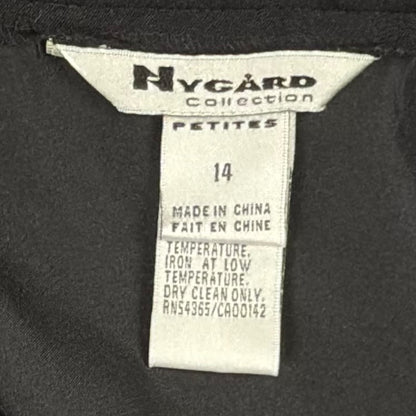 NYGÅRD
Collection
PETITES
14
MADE IN CHINA
FAIT EN CHINE
TEMPERATURE.
IRON AT LOW
TEMPERATURE.
DRY CLEAN ONLY.
RN54365/CA00142